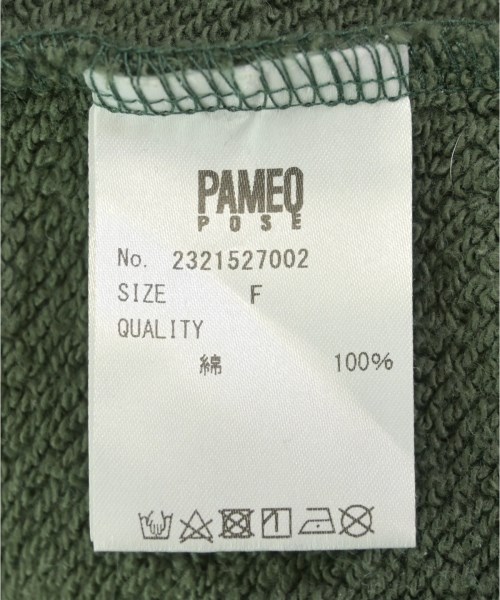 PAMEO
POSE
No. 2321527002
SIZE F
QUALITY
綿 100%